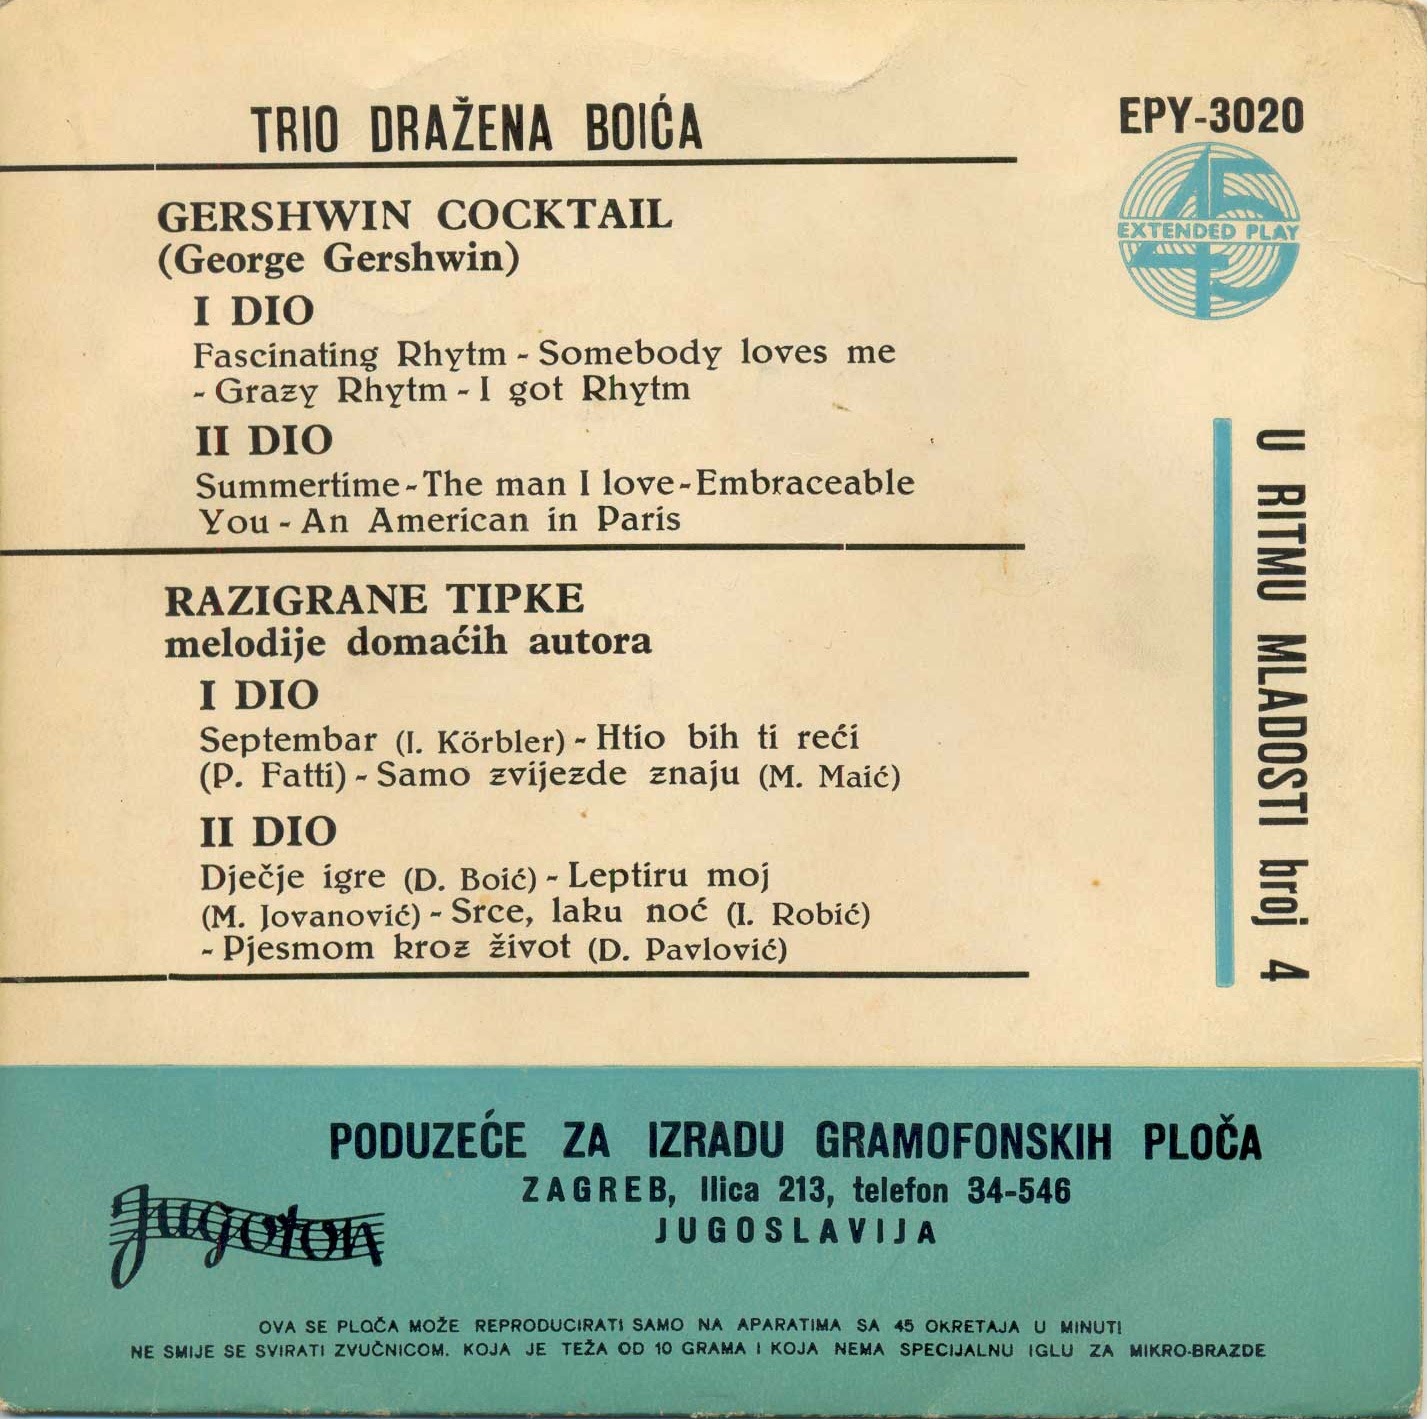 TRIO DRAŽENA BOIĆA
EPY-3020
45
EXTENDED PLAY
GERSHWIN COCKTAIL
(George Gershwin)
I DIO
Fascinating Rhytm - Somebody loves me
- Grazy Rhytm - I got Rhytm
II DIO
Summertime - The man I love - Embraceable
You - An American in Paris
RAZIGRANE TIPKE
melodije domaćih autora
I DIO
Septembar (I. Körbler) - Htio bih ti reći
(P. Fatti) - Samo zvijezde znaju (M. Maić)
II DIO
Dječje igre (D. Boić) - Leptiru moj
(M. Jovanović) - Srce, laku noć (I. Robić)
- Pjesmom kroz život (D. Pavlović)
U RITMU MLADOSTI broj 4
PODUZEĆE ZA IZRADU GRAMOFONSKIH PLOČA
ZAGREB, Ilica 213, telefon 34-546
JUGOSLAVIJA
Jugoton
OVA SE PLOČA MOŽE REPRODUCIRATI SAMO NA APARATIMA SA 45 OKRETAJA U MINUTI
NE SMIJE SE SVIRATI ZVUČNICOM. KOJA JE TEŽA OD 10 GRAMA I KOJA NEMA SPECIJALNU IGLU ZA MIKRO-BRAZDE